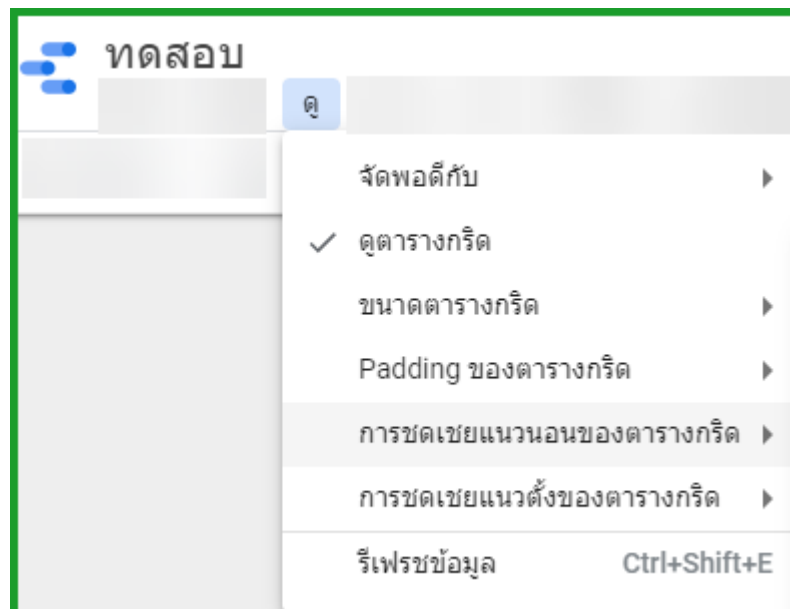 ทดสอบ
ดู
จัดพอดีกับ
ดูตารางกริด
ขนาดตารางกริด
Padding ของตารางกริด
การชดเชยแนวนอนของตารางกริด
การชดเชยแนวตั้งของตารางกริด
รีเฟรชข้อมูล Ctrl+Shift+E